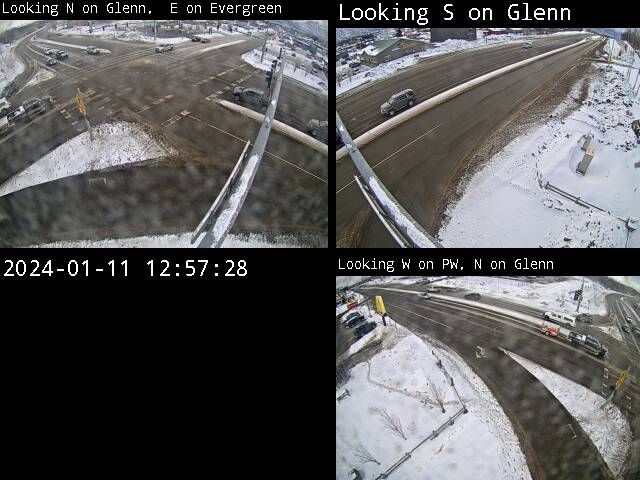 Looking N on Glenn,  E on Evergreen
Looking S on Glenn
2024-01-11 12:57:28
Looking W on PW, N on Glenn